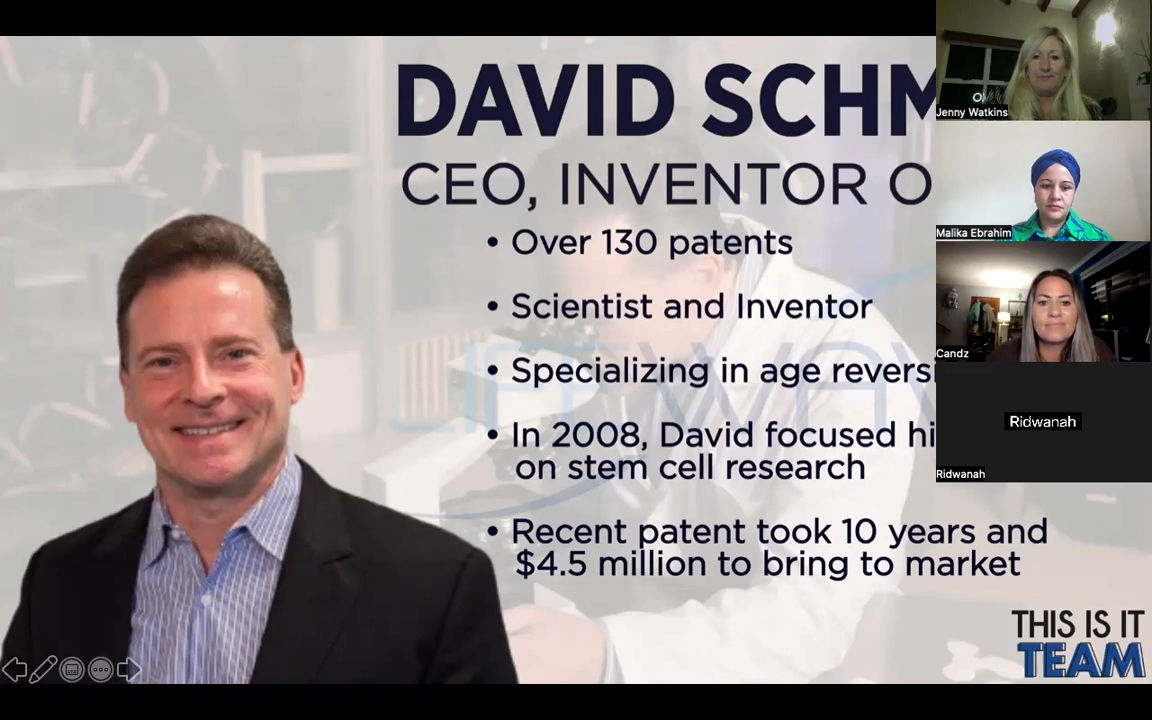 DAVID SCHM
CEO, INVENTOR O
• Over 130 patents
• Scientist and Inventor
• Specializing in age reversi
• In 2008, David focused hi
on stem cell research
• Recent patent took 10 years and
$4.5 million to bring to market
THIS IS IT
TEAM
Jenny Watkins
Malika Ebrahim
Candz
Ridwanah
Ridwanah